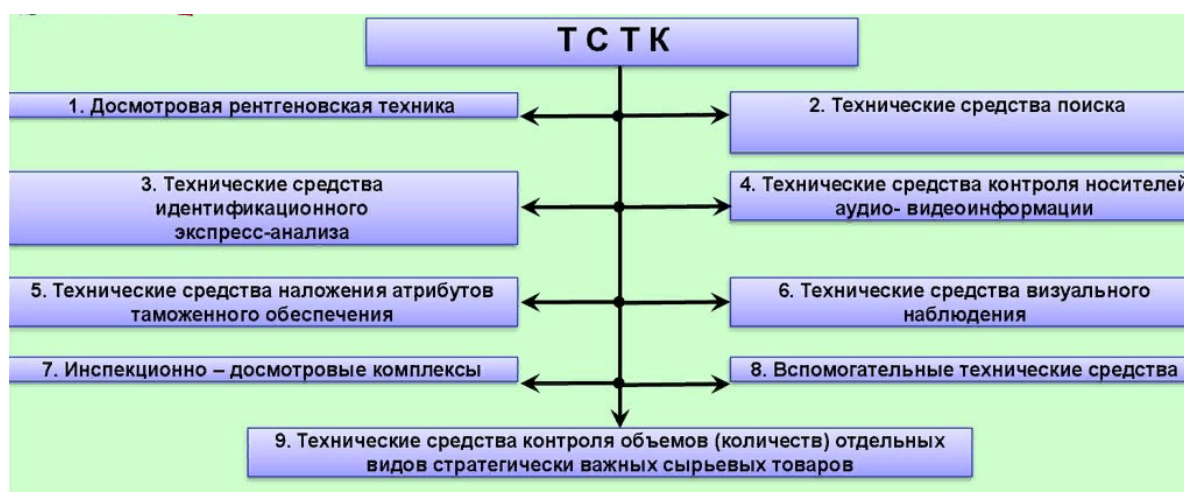 Т С Т К
1. Досмотровая рентгеновская техника
2. Технические средства поиска
3. Технические средства
идентификационного
экспресс-анализа
4. Технические средства контроля носителей
аудио- видеоинформации
5. Технические средства наложения атрибутов
таможенного обеспечения
6. Технические средства визуального
наблюдения
7. Инспекционно – досмотровые комплексы
8. Вспомогательные технические средства
9. Технические средства контроля объемов (количеств) отдельных
видов стратегически важных сырьевых товаров